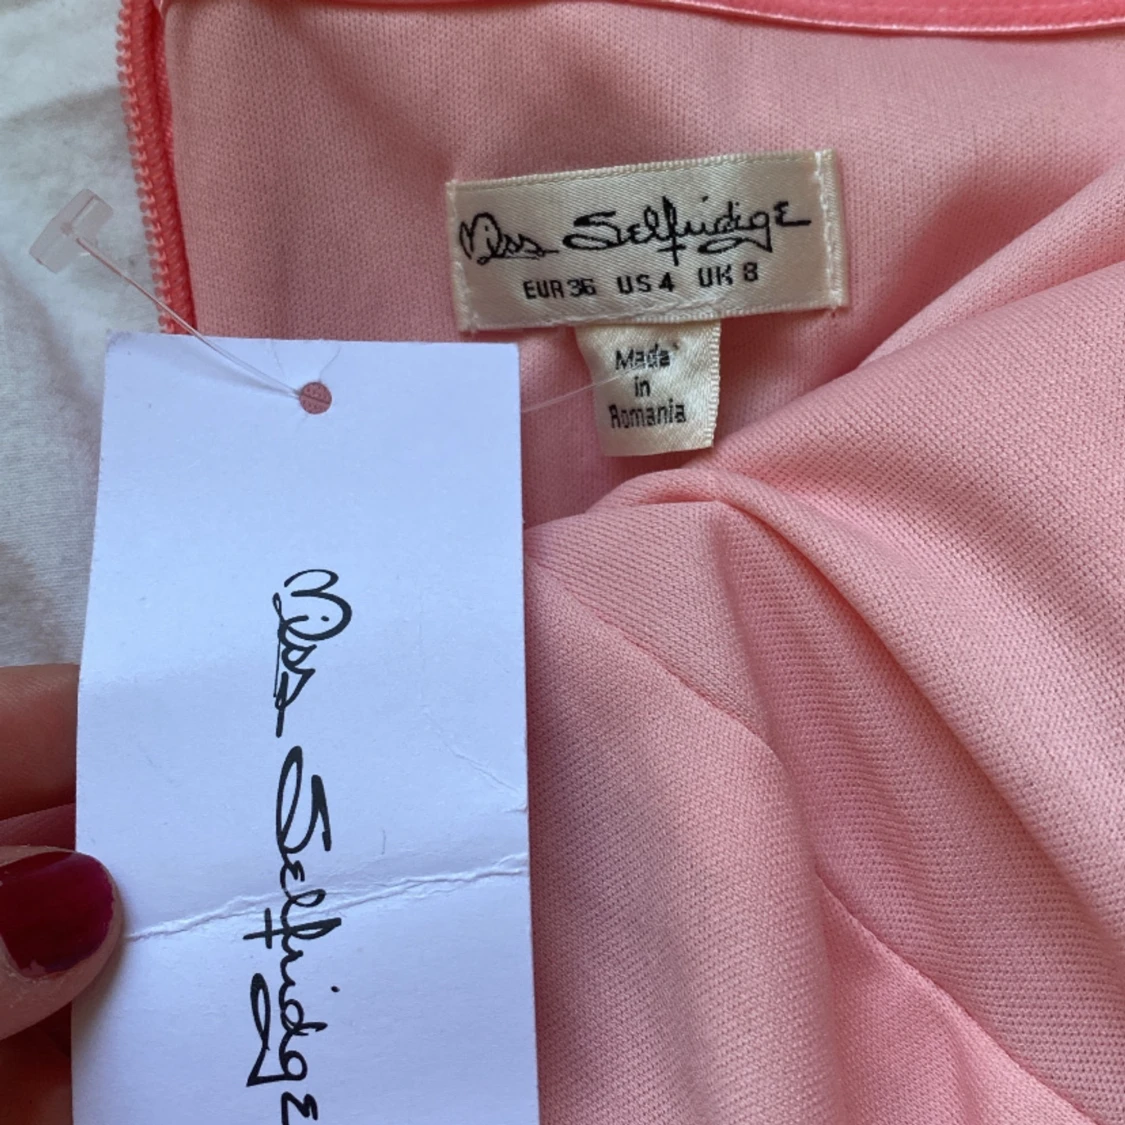 Miss Selfridge
EUR 36 US 4 UK 8
Made
in
Romania
Miss Selfridge